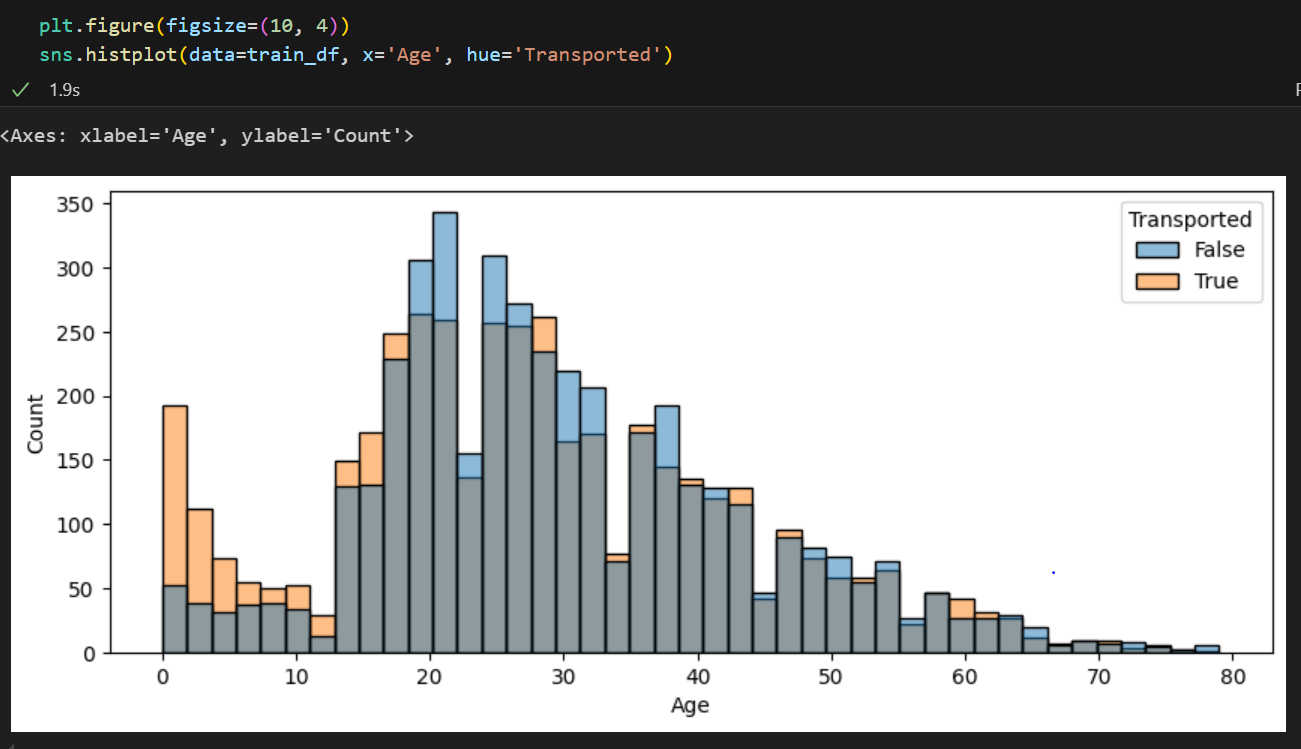 plt.figure(figsize=(10, 4))
sns.histplot(data=train_df, x='Age', hue='Transported')
1.9s
<Axes: xlabel='Age', ylabel='Count'>
350
300
250
200
150
100
50
0
Count
Transported
False
True
0 10 20 30 40 50 60 70 80
Age